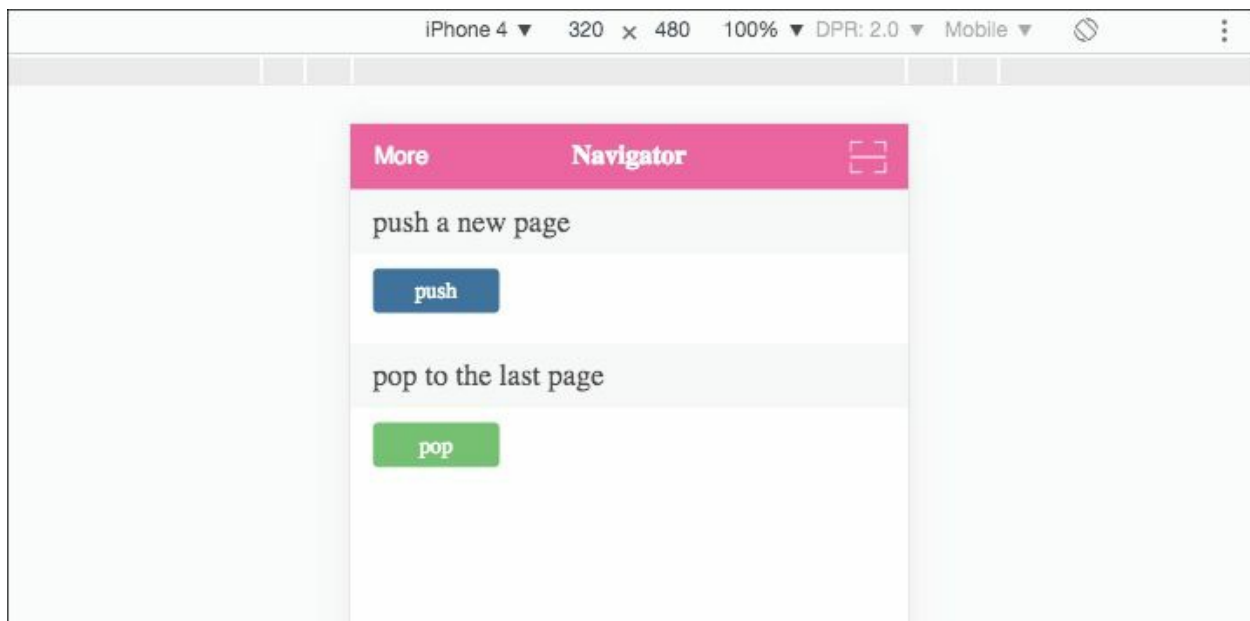 iPhone 4 ▼ 320 × 480 100% ▼ DPR: 2.0 ▼ Mobile ▼
More Navigator
push a new page
push
pop to the last page
pop